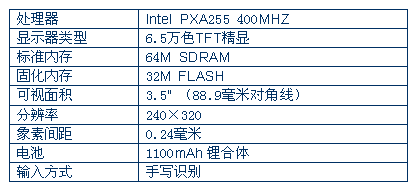 处理器 Intel PXA255 400MHZ
显示器类型 6.5万色TFT精显
标准内存 64M SDRAM
固化内存 32M FLASH
可视面积 3.5" （88.9毫米对角线）
分辨率 240×320
象素间距 0.24毫米
电池 1100mAh 锂合体
输入方式 手写识别